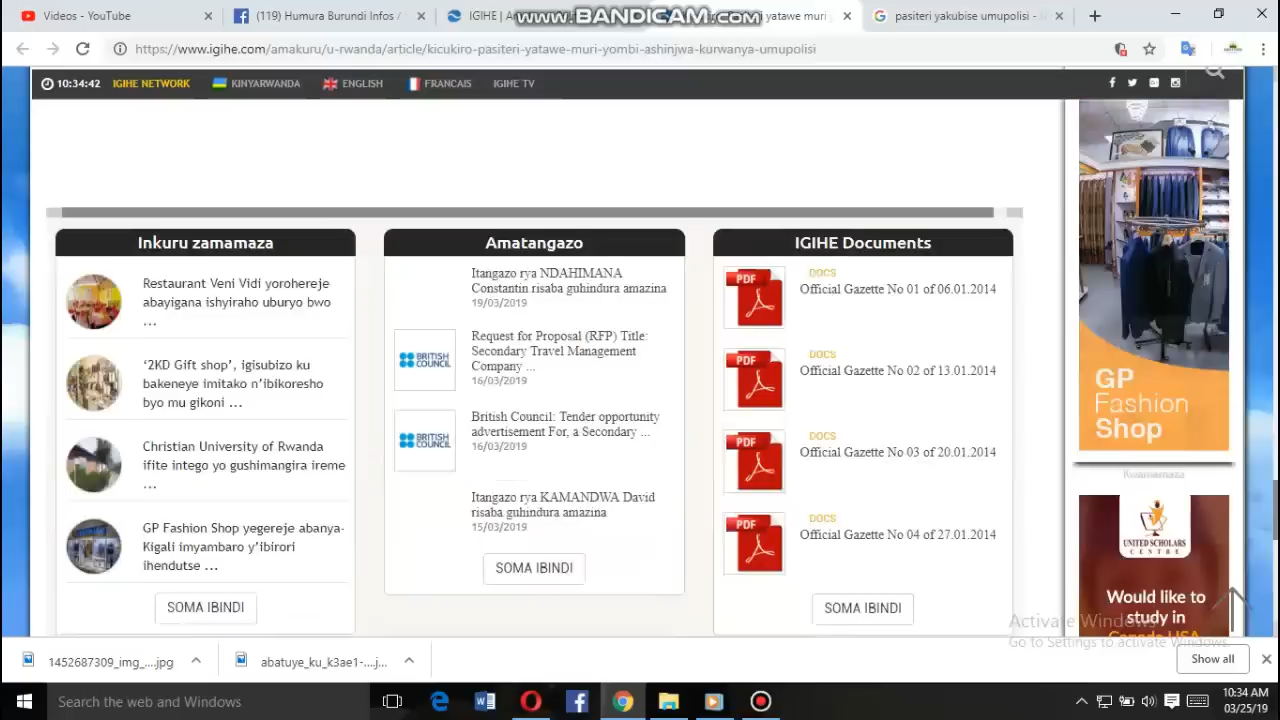 Videos - YouTube
(119) Humura Burundi Infos /
IGIHE | A
www.BANDICAM.com
yatawe muri
pasiteri yakubise umupolisi -
https://www.igihe.com/amakuru/u-rwanda/article/kicukiro-pasiteri-yatawe-muri-yombi-ashinjwa-kurwanya-umupolisi
10:34:42 IGIHE NETWORK KINYARWANDA ENGLISH FRANCAIS IGIHE TV
Inkuru zamamaza
Restaurant Veni Vidi yorohereje
abayigana ishyiraho uburyo bwo
...
‘2KD Gift shop’, igisubizo ku
bakeneye imitako n’ibikoresho
byo mu gikoni ...
Christian University of Rwanda
ifite intego yo gushimangira ireme
...
GP Fashion Shop yegereje abanya-
Kigali imyambaro y’ibirori
ihendutse ...
SOMA IBINDI
Amatangazo
Itangazo rya NDAHIMANA
Constantin risaba guhindura amazina
19/03/2019
BRITISH
COUNCIL
Request for Proposal (RFP) Title:
Secondary Travel Management
Company ...
16/03/2019
BRITISH
COUNCIL
British Council: Tender opportunity
advertisement For, a Secondary ...
16/03/2019
Itangazo rya KAMANDWA David
risaba guhindura amazina
15/03/2019
SOMA IBINDI
IGIHE Documents
PDF
DOCS
Official Gazette No 01 of 06.01.2014
PDF
DOCS
Official Gazette No 02 of 13.01.2014
PDF
DOCS
Official Gazette No 03 of 20.01.2014
PDF
DOCS
Official Gazette No 04 of 27.01.2014
SOMA IBINDI
GP
Fashion
Shop
Kwamamaza
UNITED SCHOLARS
CENTRE
Would like to
study in
Canada USA
Activate Windows
Go to Settings to activate Windows.
1452687309_img_....jpg
abatuye_ku_k3ae1-....j...
Show all
Search the web and Windows
10:34 AM
03/25/19